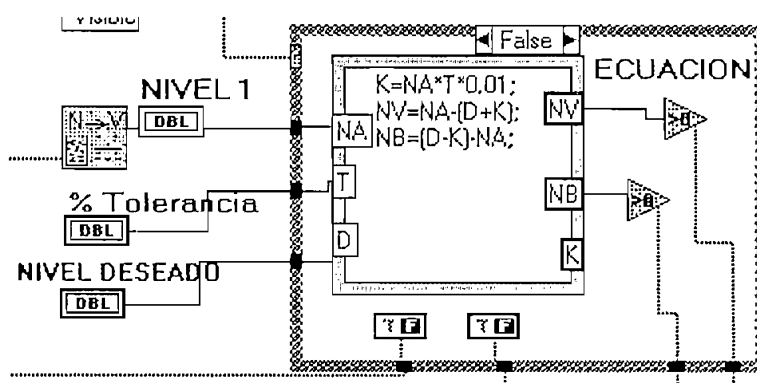 False
ECUACION
NIVEL 1
K=NA*T*0,01;
NV=NA-(D+K);
NB=(D-K)-NA;
N→V
DBL
NA
NV
>0
T
NB
>0
% Tolerancia
DBL
D
K
NIVEL DESEADO
DBL
T F
T F